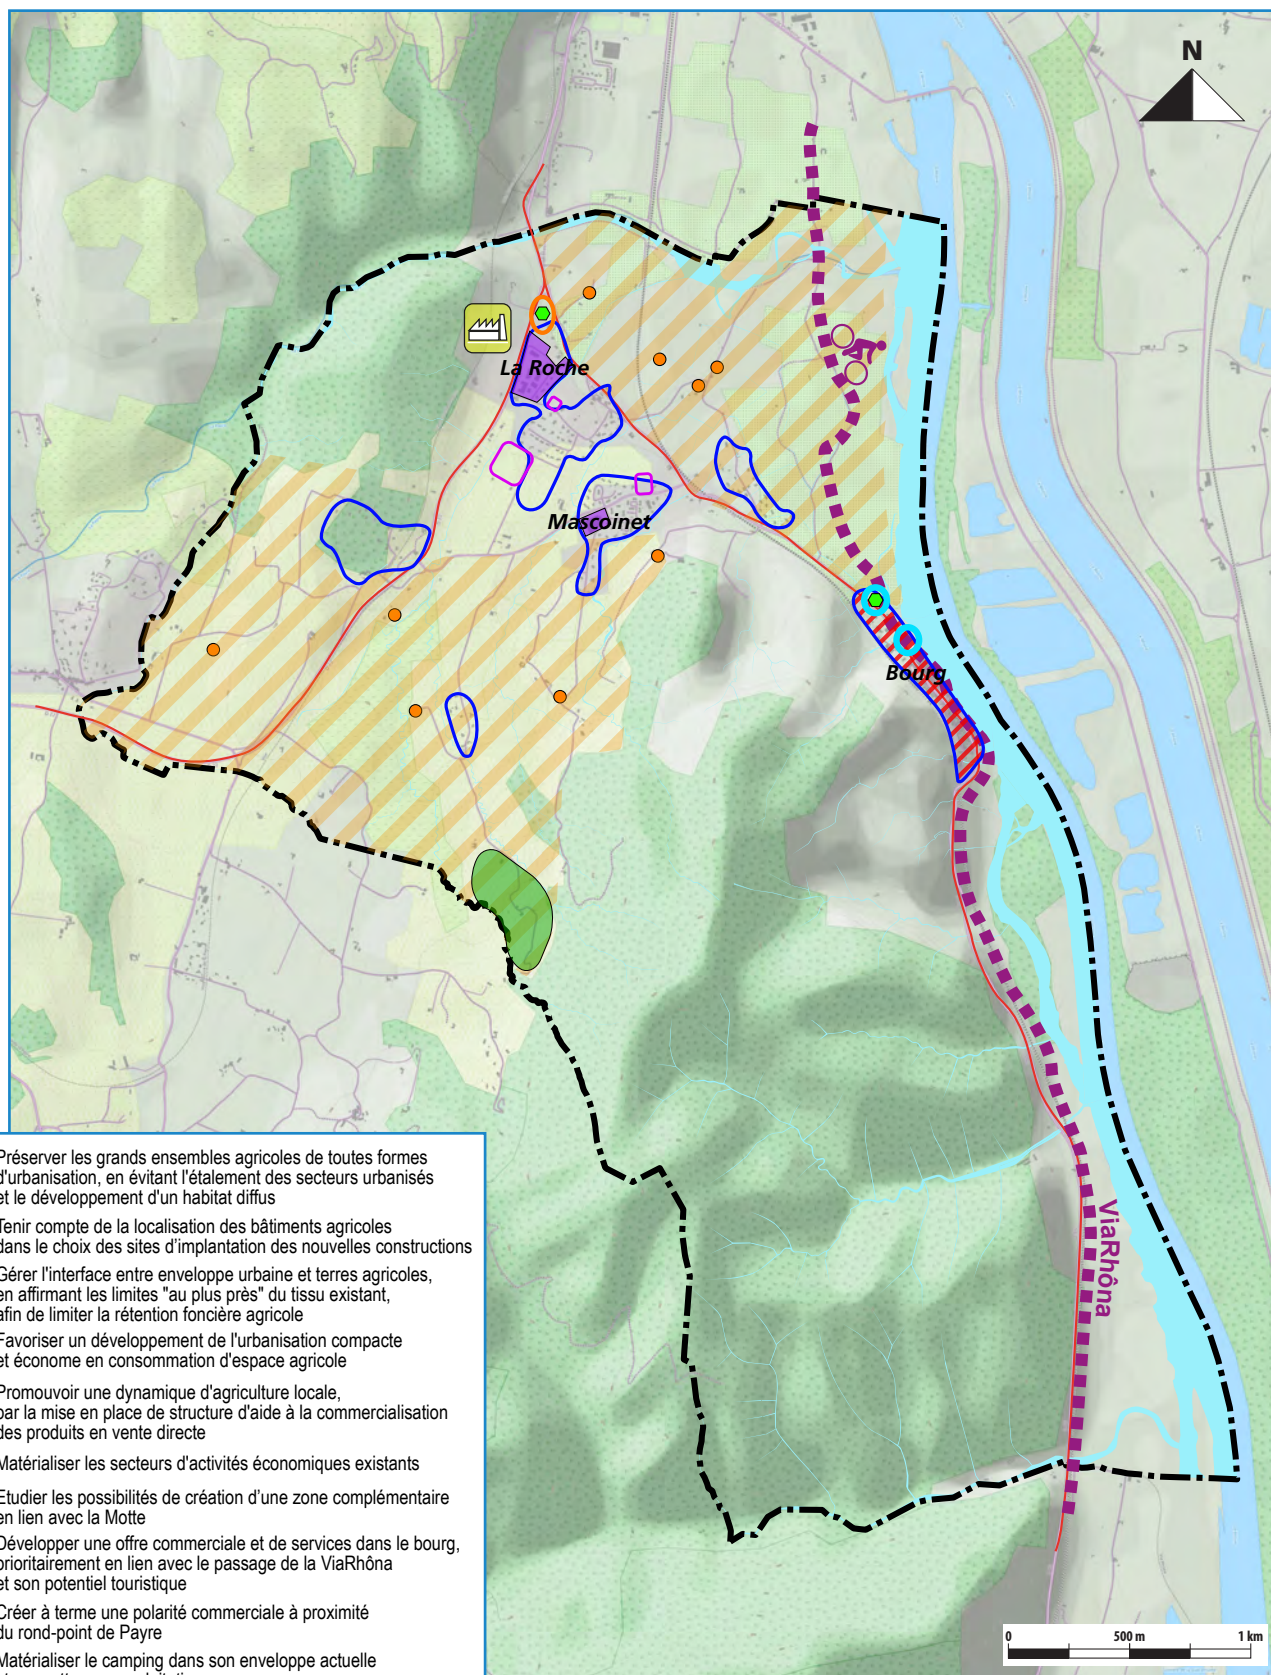 N
La Roche
Mascoinet
Bourg
ViaRhôna
Préserver les grands ensembles agricoles de toutes formes
d'urbanisation, en évitant l'étalement des secteurs urbanisés
et le développement d'un habitat diffus
Tenir compte de la localisation des bâtiments agricoles
dans le choix des sites d'implantation des nouvelles constructions
Gérer l'interface entre enveloppe urbaine et terres agricoles,
en affirmant les limites "au plus près" du tissu existant,
afin de limiter la rétention foncière agricole
Favoriser un développement de l'urbanisation compacte
et économe en consommation d'espace agricole
Promouvoir une dynamique d'agriculture locale,
par la mise en place de structure d'aide à la commercialisation
des produits en vente directe
Matérialiser les secteurs d'activités économiques existants
Etudier les possibilités de création d'une zone complémentaire
en lien avec la Motte
Développer une offre commerciale et de services dans le bourg,
prioritairement en lien avec le passage de la ViaRhôna
et son potentiel touristique
Créer à terme une polarité commerciale à proximité
du rond-point de Payre
Matérialiser le camping dans son enveloppe actuelle
0 500 m 1 km